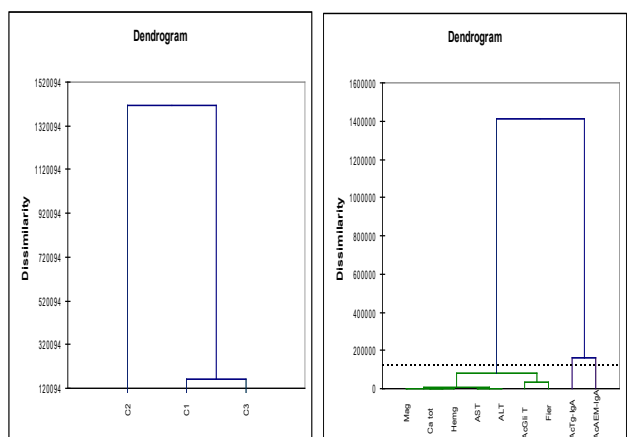 Dendrogram
1520094
1320094
1120094
920094
720094
520094
320094
120094
Dissimilarity
C2
C1
C3
Dendrogram
1600000
1400000
1200000
1000000
800000
600000
400000
200000
0
Dissimilarity
Mag
Ca tot
Hemg
AST
ALT
AcGli T
Fier
AcTg-IgA
AcAEM-IgA